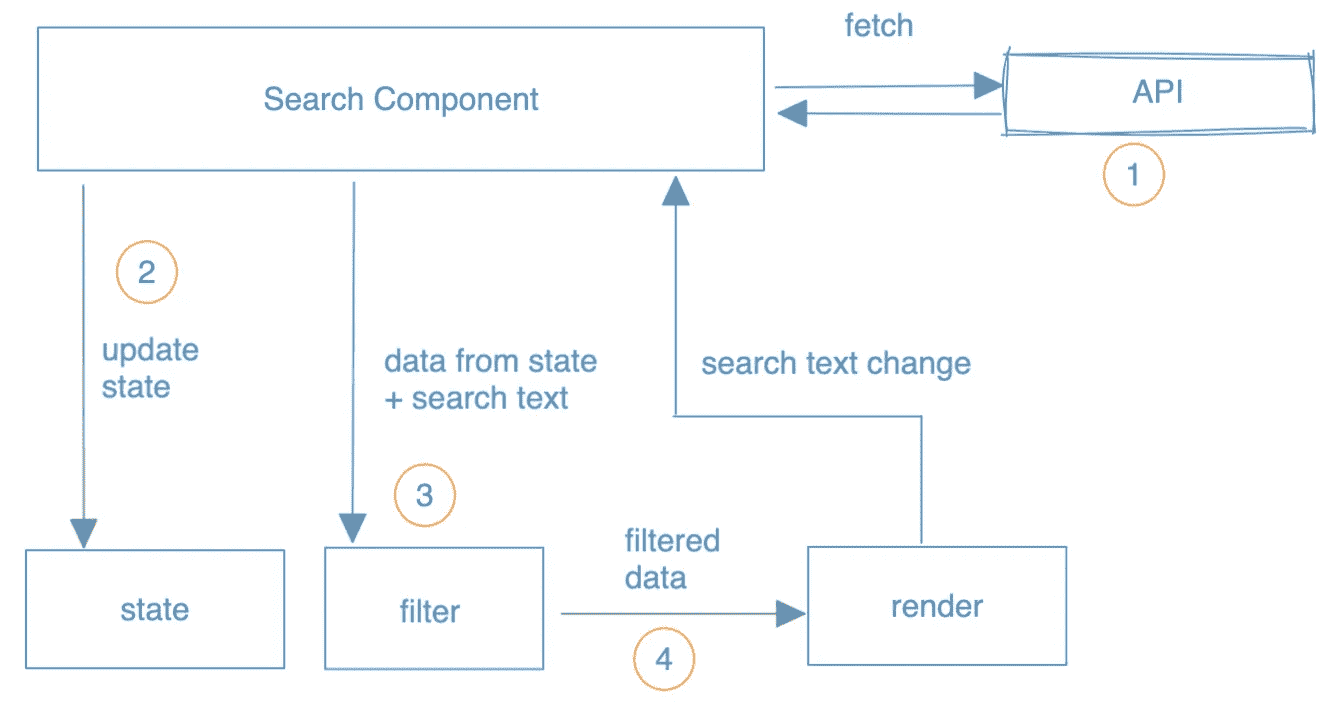 fetch
Search Component
API
1
2
update
state
data from state
+ search text
search text change
3
filtered
data
state
filter
render
4